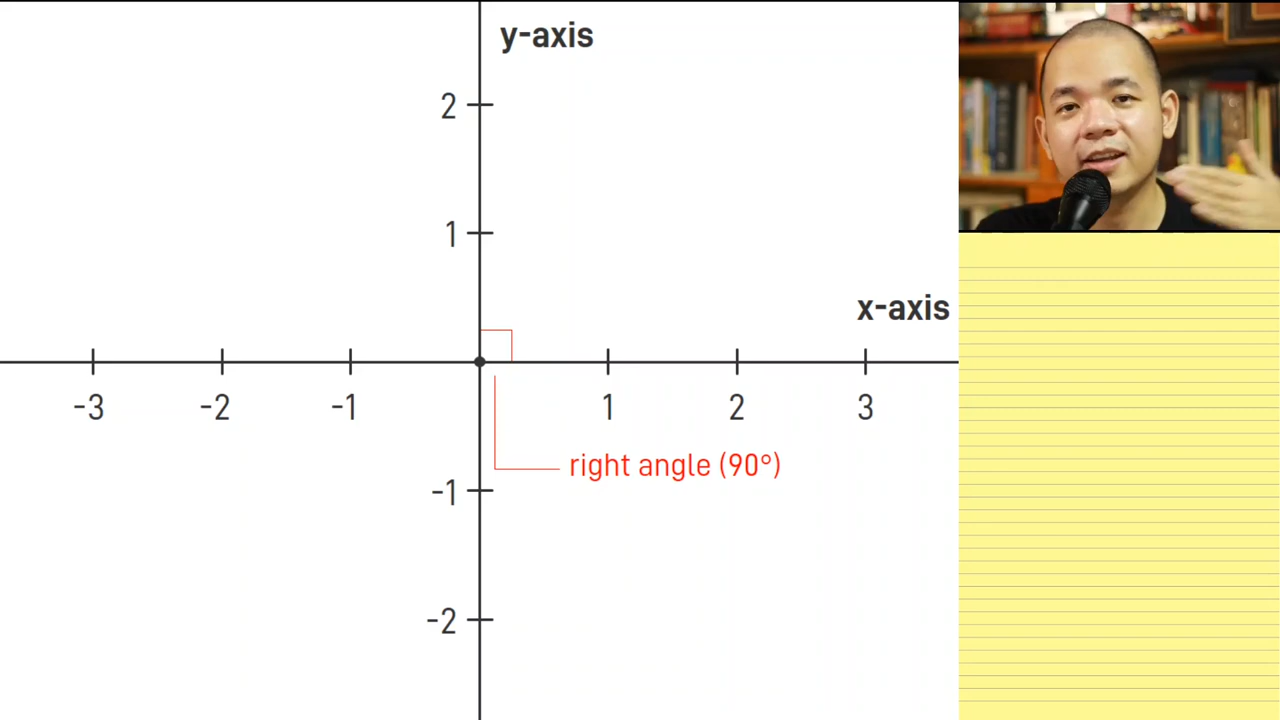 y-axis
2
1
x-axis
-3 -2 -1 1 2 3
right angle (90°)
-1
-2